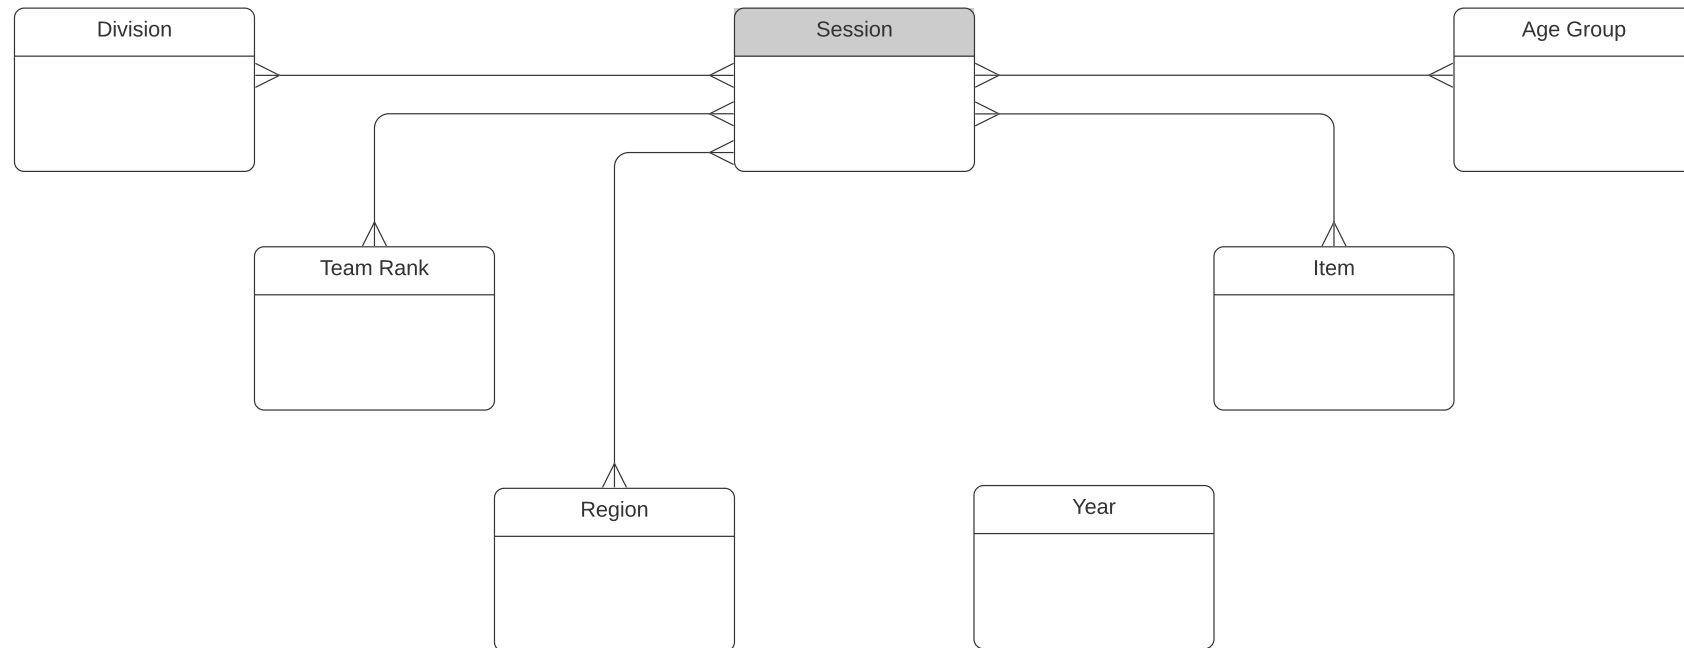 Division
Session
Age Group
Team Rank
Item
Region
Year